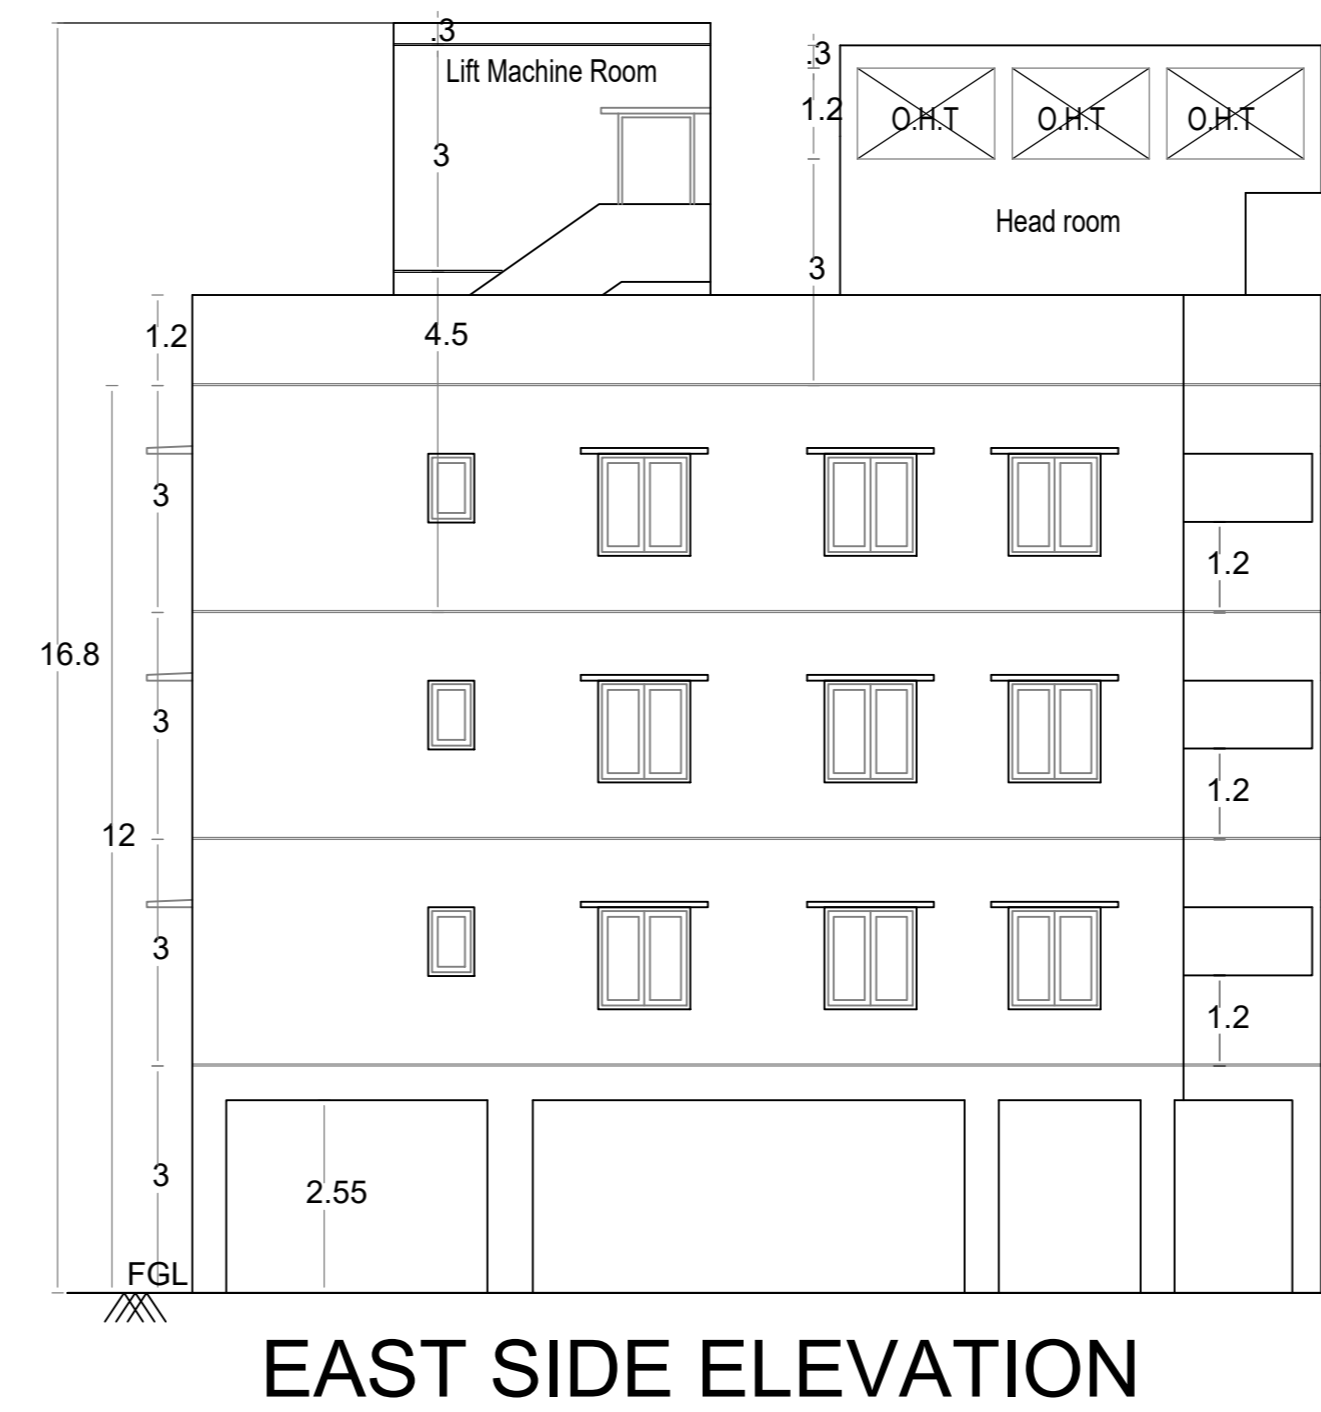 .3
Lift Machine Room
.3
1.2
O.H.T
O.H.T
O.H.T
3
Head room
3
1.2
4.5
3
1.2
16.8
3
1.2
12
3
1.2
3
2.55
FGL
EAST SIDE ELEVATION